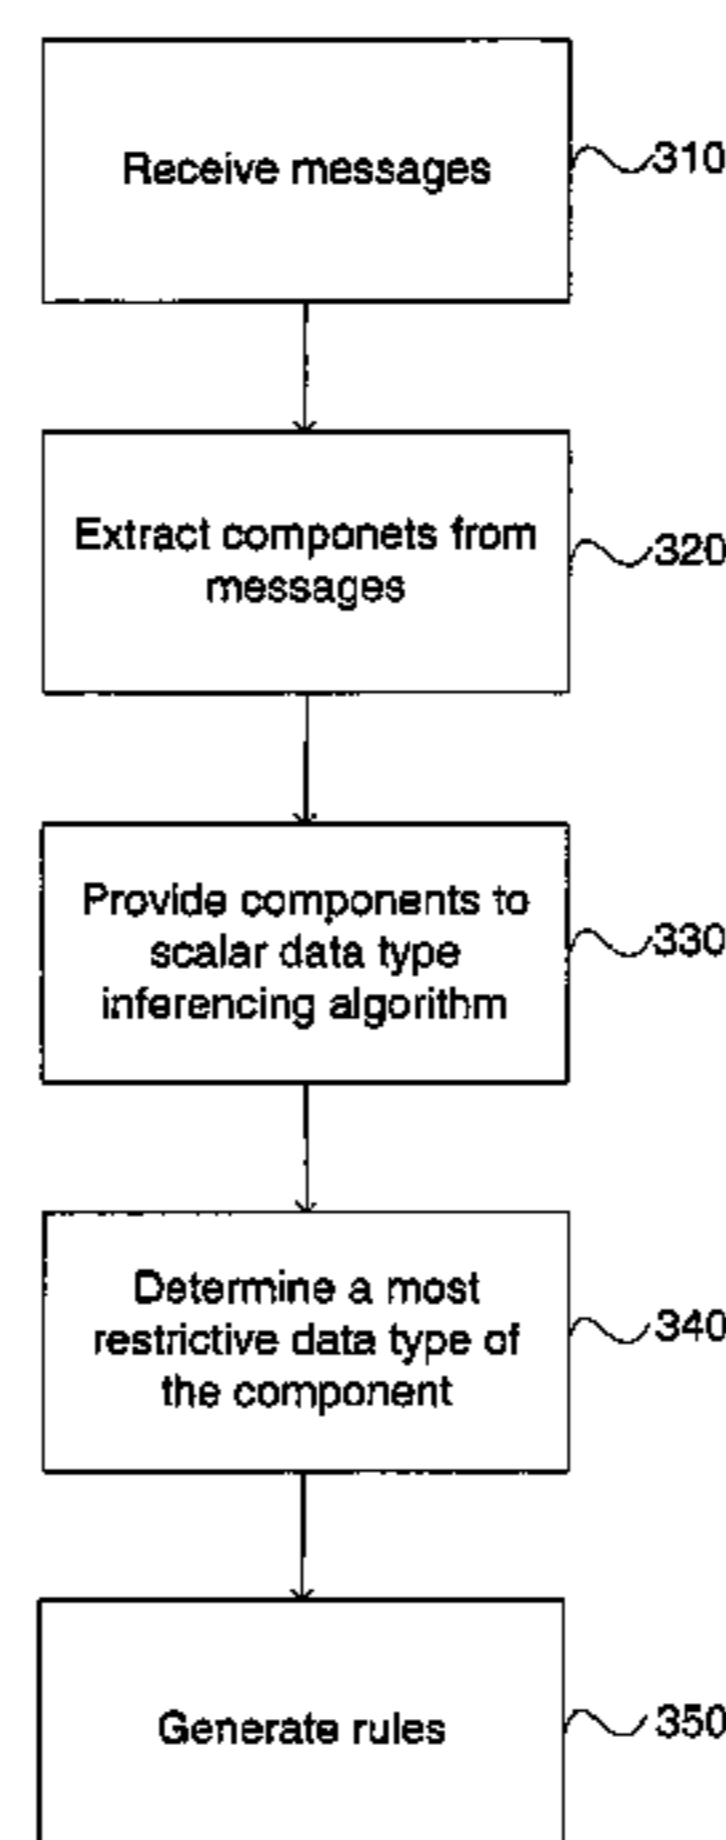 Receive messages
310
Extract componets from
messages
320
Provide components to
scalar data type
inferencing algorithm
330
Determine a most
restrictive data type of
the component
340
Generate rules
350